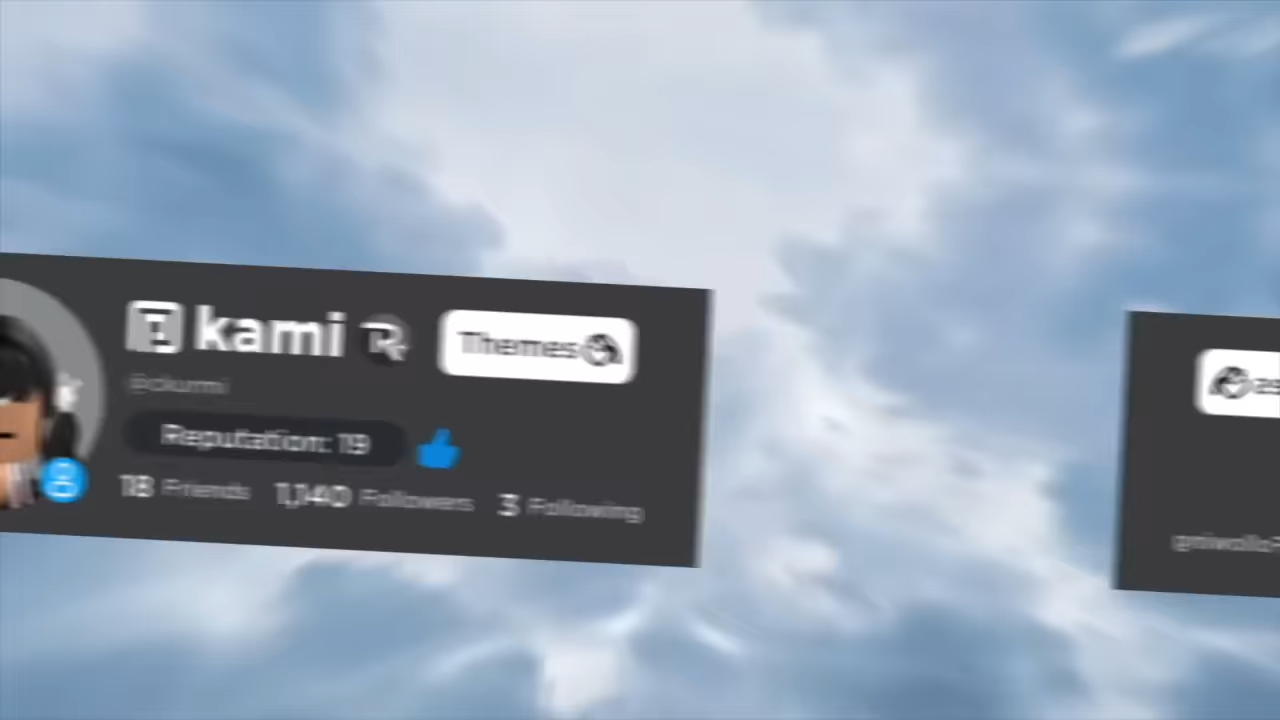 kami
Themes
Reputation: 19
18 Friends 1,140 Followers 3 Following